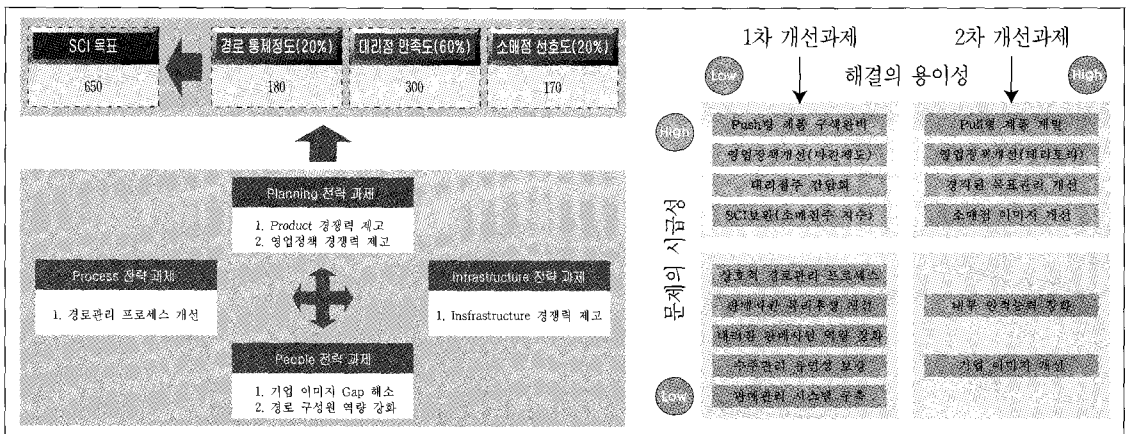 SCI 목표
경로 통제정도(20%)
대리점 만족도(60%)
소매점 선호도(20%)
650
180
300
170
Planning 전략 과제
1. Product 경쟁력 제고
2. 영업정책 경쟁력 제고
Process 전략 과제
1. 경로관리 프로세스 개선
Infrastructure 전략 과제
1. Insfrastructure 경쟁력 제고
People 전략 과제
1. 기업 이미지 Gap 해소
2. 경로 구성원 역량 강화
1차 개선과제
2차 개선과제
Low
해결의 용이성
High
High
문제의 시급성
Low
Push형 제품 구색완비
영업정책개선(마진제도)
대리점주 간담회
SCI보완(소매점주 지수)
Pull형 제품 개발
영업정책개선
경직된 목표관리 개선
소매점 이미지 개선
상호적 경로관리 프로세스
판매사원
대리점 판매사원 역량 강화
수주관리 유연성 보강
판매관리 시스템 구축
내부 인적능력 강화
기업 이미지 개선